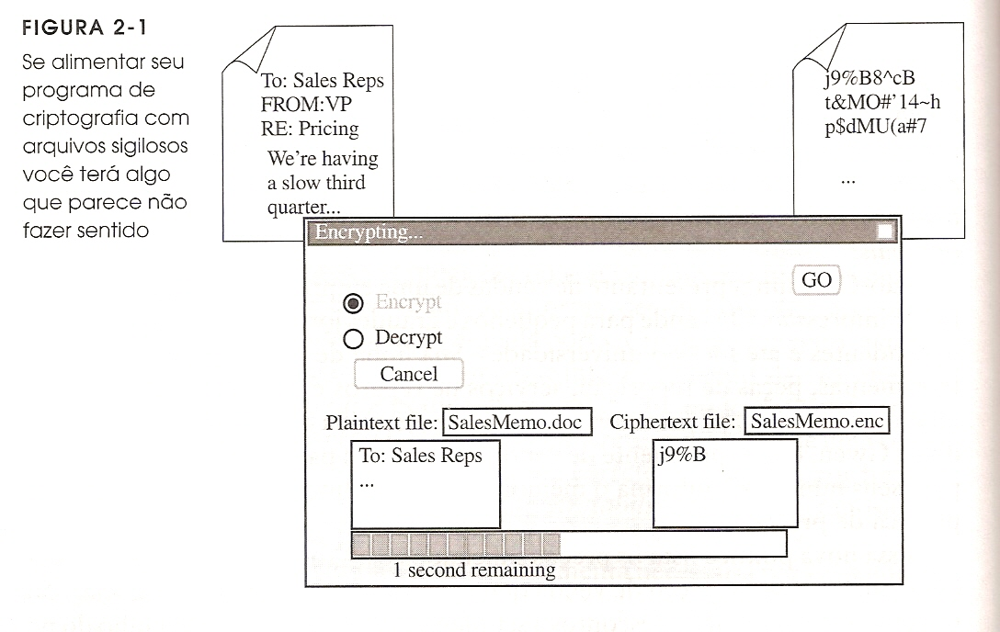 FIGURA 2-1
Se alimentar seu
programa de
criptografia com
arquivos sigilosos
você terá algo
que parece não
fazer sentido
To: Sales Reps
FROM:VP
RE: Pricing
We're having
a slow third
quarter...
j9%B8^cB
t&MO#'14~h
p$dMU(a#7
...
Encrypting...
GO
Encrypt
Decrypt
Cancel
Plaintext file: SalesMemo.doc
Ciphertext file: SalesMemo.enc
To: Sales Reps
...
j9%B
1 second remaining